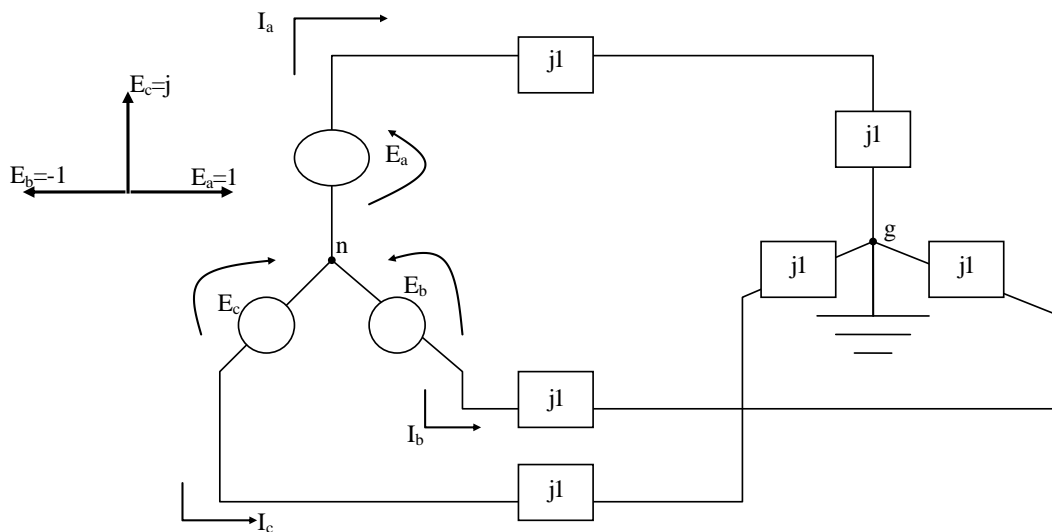 I_a
j1
E_c=j
j1
E_a
E_b=-1
E_a=1
n
g
j1
j1
E_c
E_b
j1
I_b
j1
I_c